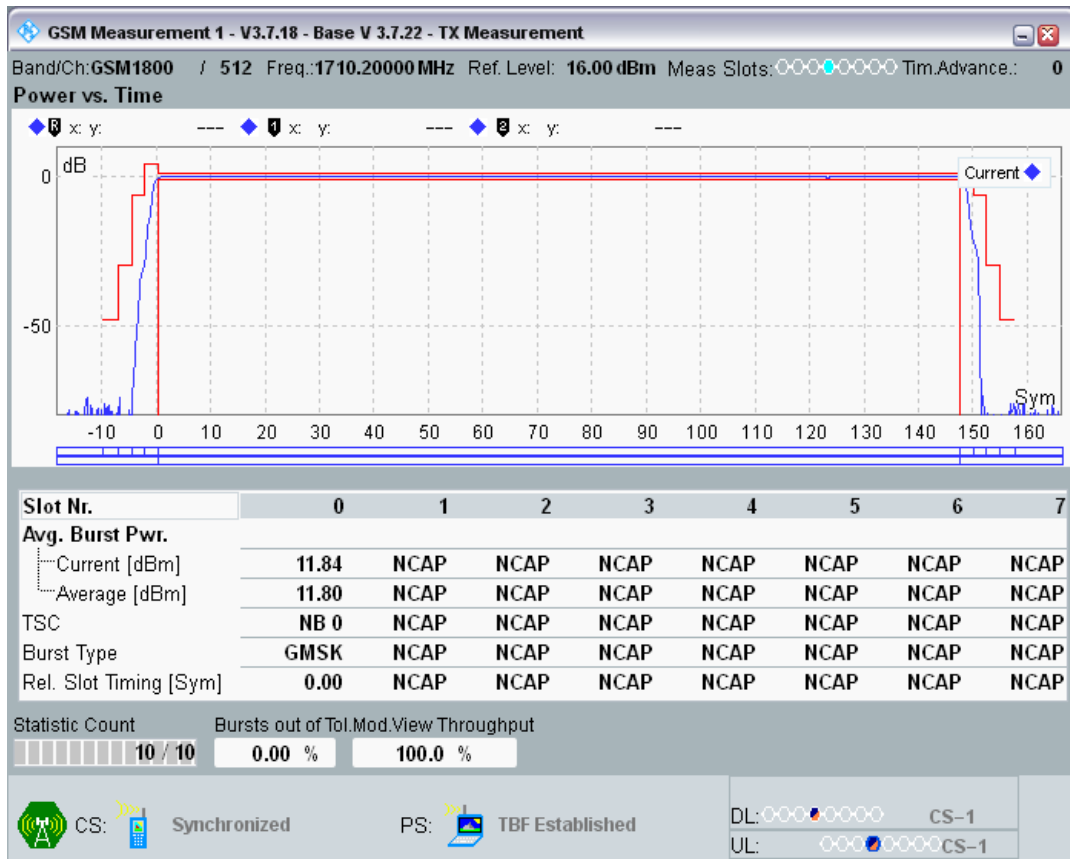 GSM Measurement 1 - V3.7.18 - Base V 3.7.22 - TX Measurement
Band/Ch:GSM1800 / 512 Freq.:1710.20000 MHz Ref. Level: 16.00 dBm Meas Slots: Tim.Advance.: 0
Power vs. Time
R x: y: --- 1 x: y: --- 2 x: y: ---
dB
Current
0
-50
Sym
-10 0 10 20 30 40 50 60 70 80 90 100 110 120 130 140 150 160
Slot Nr. 0 1 2 3 4 5 6 7
Avg. Burst Pwr.
Current [dBm] 11.84 NCAP NCAP NCAP NCAP NCAP NCAP NCAP
Average [dBm] 11.80 NCAP NCAP NCAP NCAP NCAP NCAP NCAP
TSC NB 0 NCAP NCAP NCAP NCAP NCAP NCAP NCAP
Burst Type GMSK NCAP NCAP NCAP NCAP NCAP NCAP NCAP
Rel. Slot Timing [Sym] 0.00 NCAP NCAP NCAP NCAP NCAP NCAP NCAP
Statistic Count Bursts out of Tol.Mod.View Throughput
10 / 10 0.00 % 100.0 %
CS: Synchronized PS: TBF Established
DL: CS-1
UL: CS-1